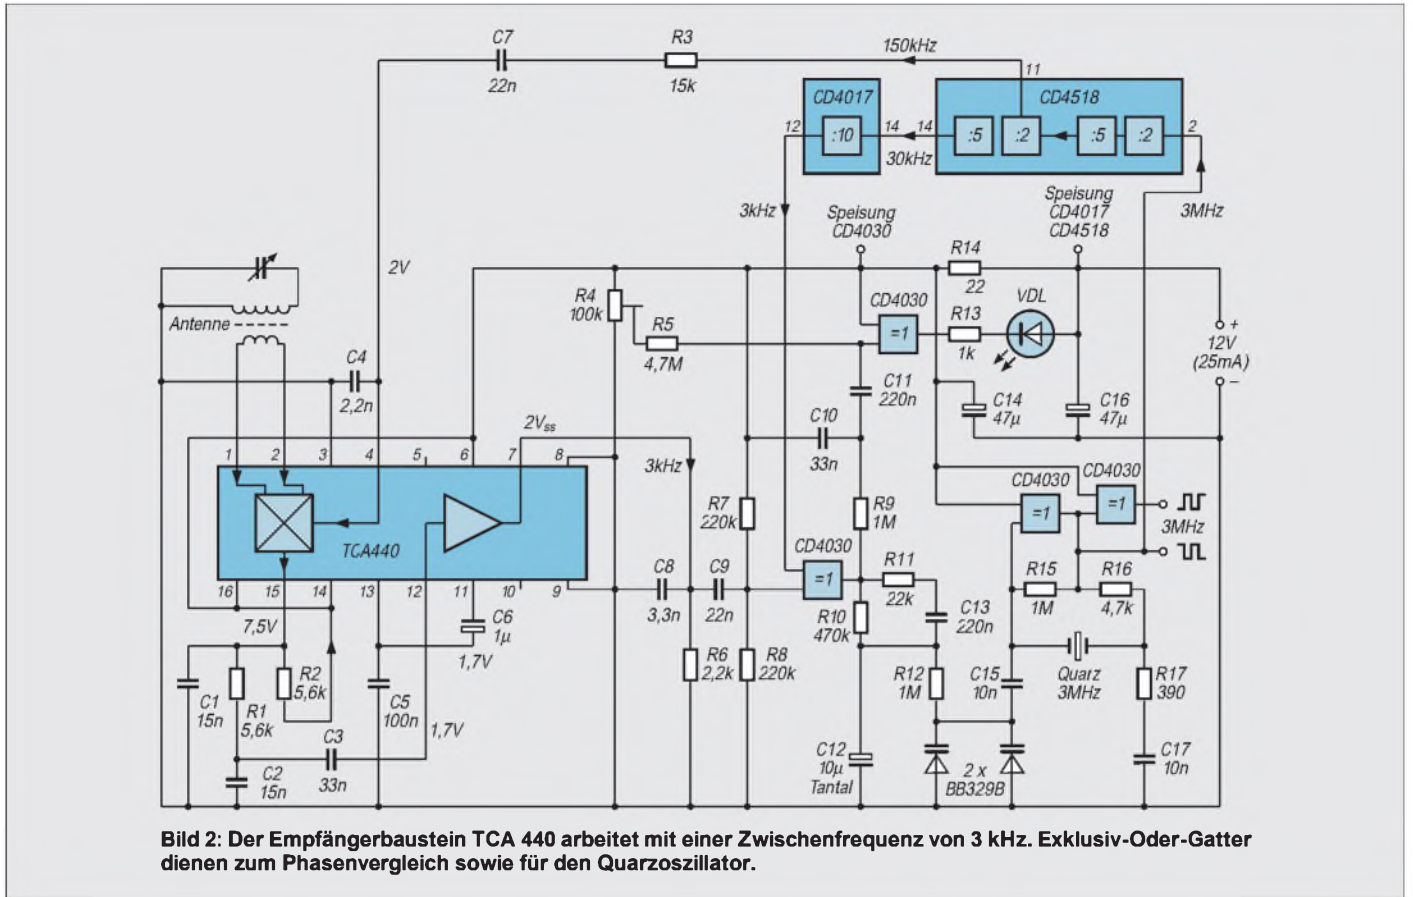 C7
22n
R3
15k
150kHz
11
CD4017
CD4518
12
:10
14
14
:5
:2
:5
:2
2
30kHz
3kHz
Speisung
CD4030
Speisung
CD4017
CD4518
3MHz
2V
R14
22
R4
100k
CD4030
=1
R13
1k
VDL
Antenne
R5
4,7M
+
12V
(25mA)
–
C4
2,2n
C11
220n
C14
47µ
C16
47µ
C10
33n
2Vss
1
2
3
4
5
6
7
8
3kHz
CD4030
=1
CD4030
=1
R7
220k
R9
1M
3MHz
TCA440
CD4030
=1
R11
22k
R15
1M
R16
4,7k
16
15
14
13
12
11
10
9
C8
3,3n
C9
22n
R10
470k
C13
220n
7,5V
C6
1µ
1,7V
R6
2,2k
R8
220k
R12
1M
C15
10n
Quarz
3MHz
R17
390
C1
15n
R1
5,6k
R2
5,6k
C5
100n
1,7V
C3
33n
C2
15n
C12
10µ
Tantal
2 x
BB329B
C17
10n
Bild 2: Der Empfängerbaustein TCA 440 arbeitet mit einer Zwischenfrequenz von 3 kHz. Exklusiv-Oder-Gatter
dienen zum Phasenvergleich sowie für den Quarzoszillator.